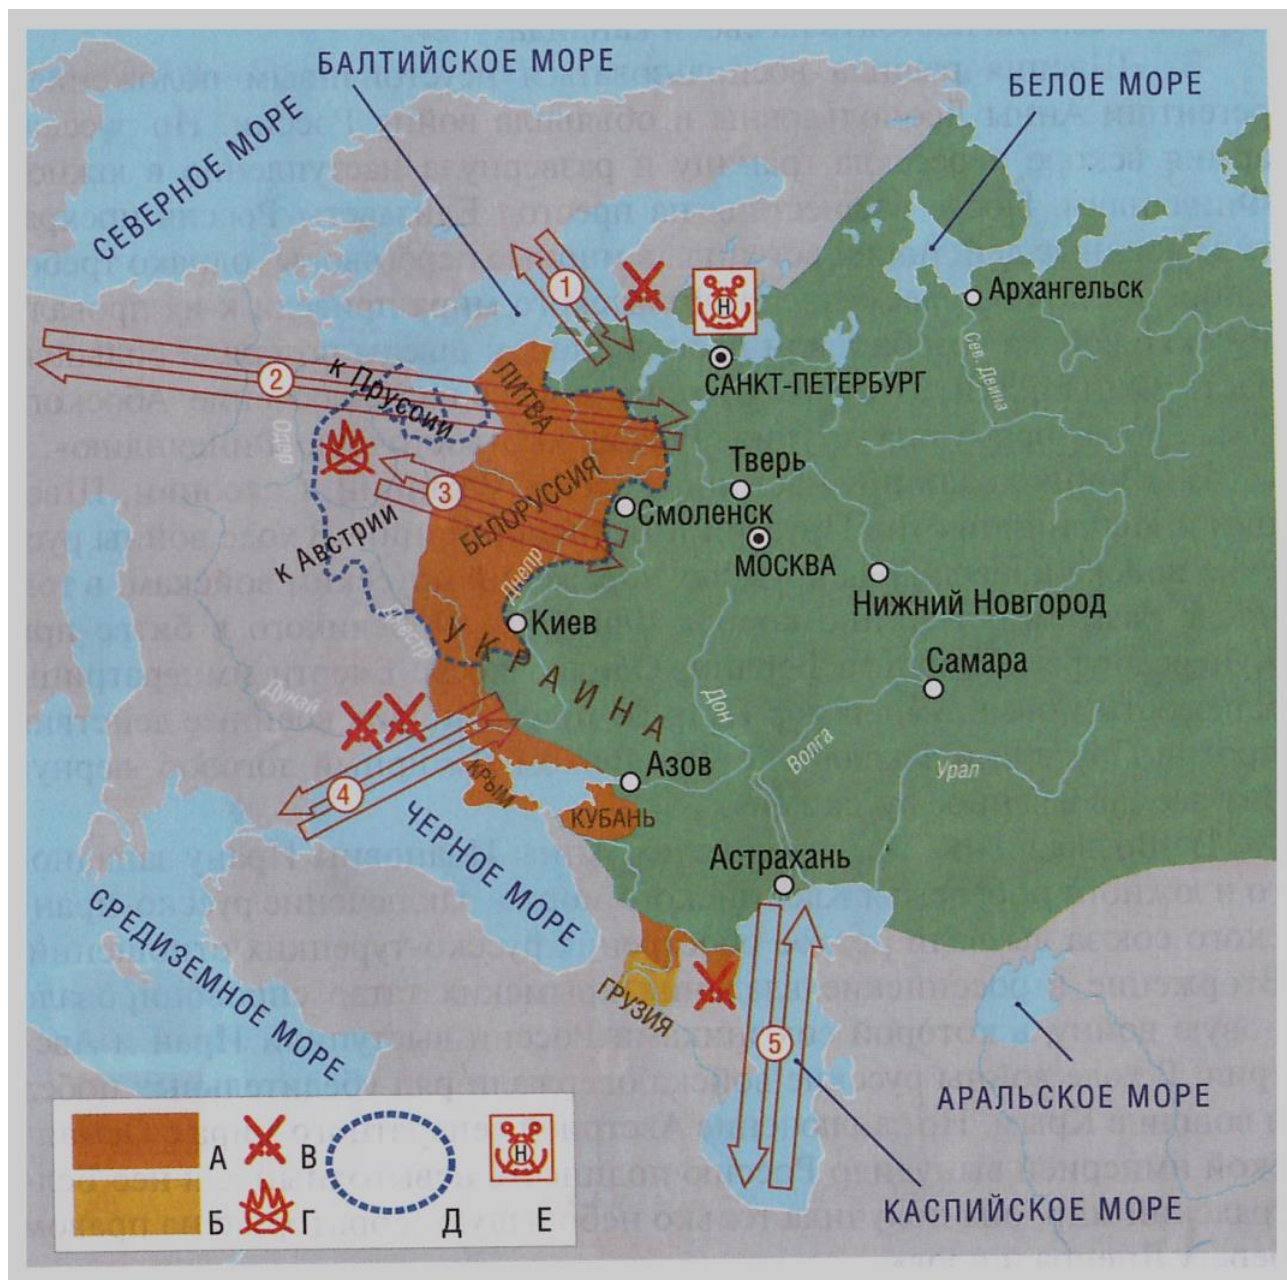 БАЛТИЙСКОЕ МОРЕ
БЕЛОЕ МОРЕ
СЕВЕРНОЕ МОРЕ
1
Н
Архангельск
Сев. Двина
САНКТ-ПЕТЕРБУРГ
2
к Пруссии
ЛИТВА
Одер
Тверь
3
БЕЛОРУССИЯ
Смоленск
к Австрии
МОСКВА
Днепр
Нижний Новгород
Киев
УКРАИНА
Самара
Дунай
Дон
Волга
Азов
Урал
4
КРЫМ
КУБАНЬ
ЧЕРНОЕ МОРЕ
Астрахань
СРЕДИЗЕМНОЕ МОРЕ
ГРУЗИЯ
5
АРАЛЬСКОЕ МОРЕ
КАСПИЙСКОЕ МОРЕ
А
В
Н
Б
Г
Д
Е